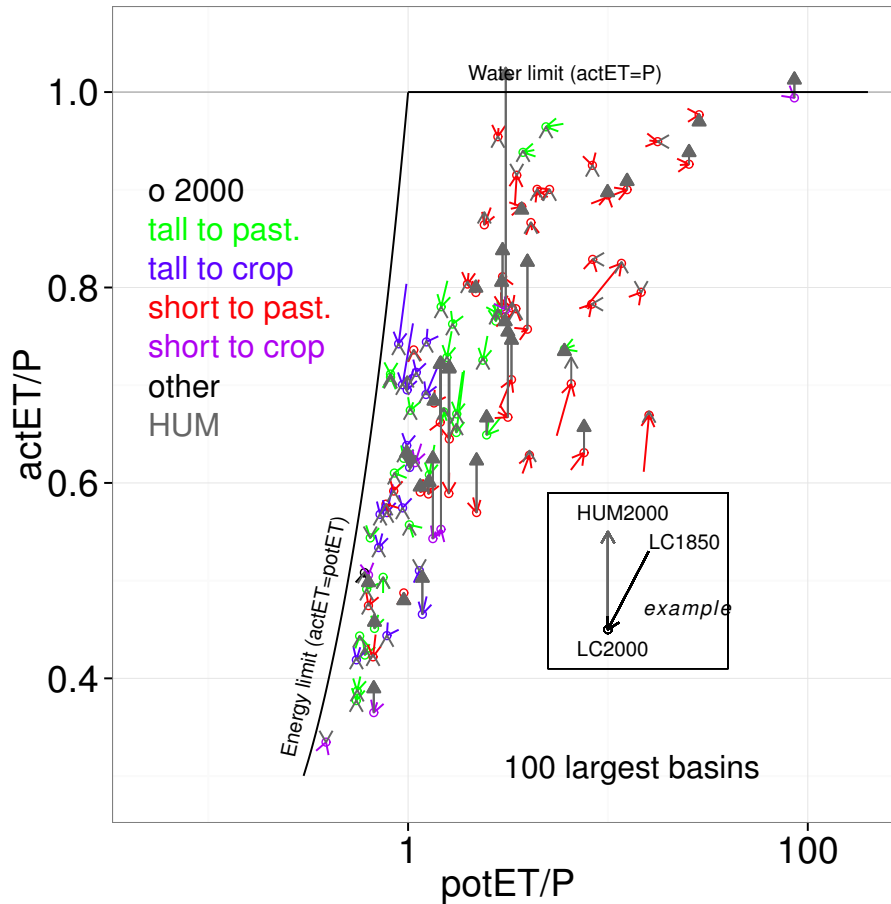 Water limit (actET=P)
1.0
o 2000
tall to past.
tall to crop
short to past.
short to crop
other
HUM
0.8
0.6
0.4
actET/P
Energy limit (actET=potET)
HUM2000
LC1850
example
LC2000
100 largest basins
1
100
potET/P